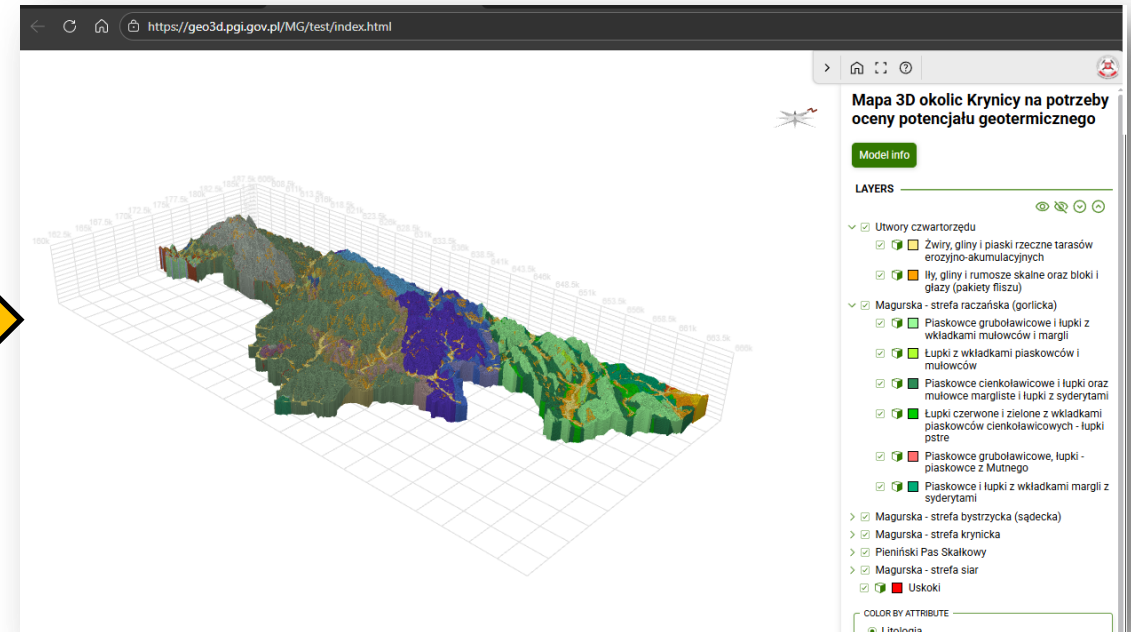 https://geo3d.pgi.gov.pl/MG/test/index.html
Mapa 3D okolic Krynicy na potrzeby
oceny potencjału geotermicznego
Model info
LAYERS
Utwory czwartorzędu
Żwiry, gliny i piaski rzeczne tarasów
erozyjno-akumulacyjnych
Iły, gliny i rumosze skalne oraz bloki i
głazy (pakiety fliszu)
Magurska - strefa raczańska (gorlicka)
Piaskowce gruboławicowe i łupki z
wkładkami mułowców i margli
Łupki z wkładkami piaskowców i
mułowców
Piaskowce cienkoławicowe i łupki oraz
mułowce margliste i łupki z syderytami
Łupki czerwone i zielone z wkladkami
piaskowców cienkoławicowych - łupki
pstre
Piaskowce gruboławicowe, łupki -
piaskowce z Mutnego
Piaskowce i łupki z wkładkami margli z
syderytami
Magurska - strefa bystrzycka (sądecka)
Magurska - strefa krynicka
Pieniński Pas Skałkowy
Magurska - strefa siar
Uskoki
COLOR BY ATTRIBUTE
Litologia